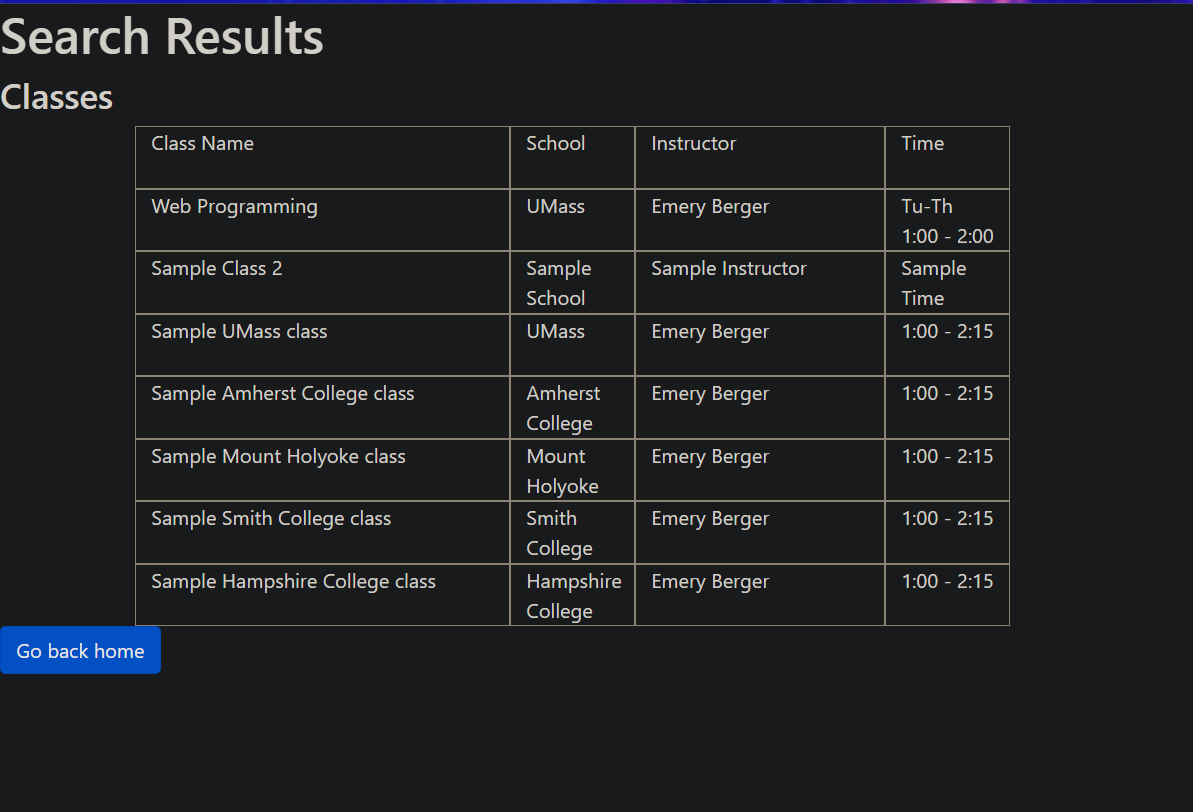 Search Results
Classes
Class Name School Instructor Time
Web Programming UMass Emery Berger Tu-Th
1:00 - 2:00
Sample Class 2 Sample Sample Instructor Sample
School Time
Sample UMass class UMass Emery Berger 1:00 - 2:15
Sample Amherst College class Amherst Emery Berger 1:00 - 2:15
College
Sample Mount Holyoke class Mount Emery Berger 1:00 - 2:15
Holyoke
Sample Smith College class Smith Emery Berger 1:00 - 2:15
College
Sample Hampshire College class Hampshire Emery Berger 1:00 - 2:15
College
Go back home